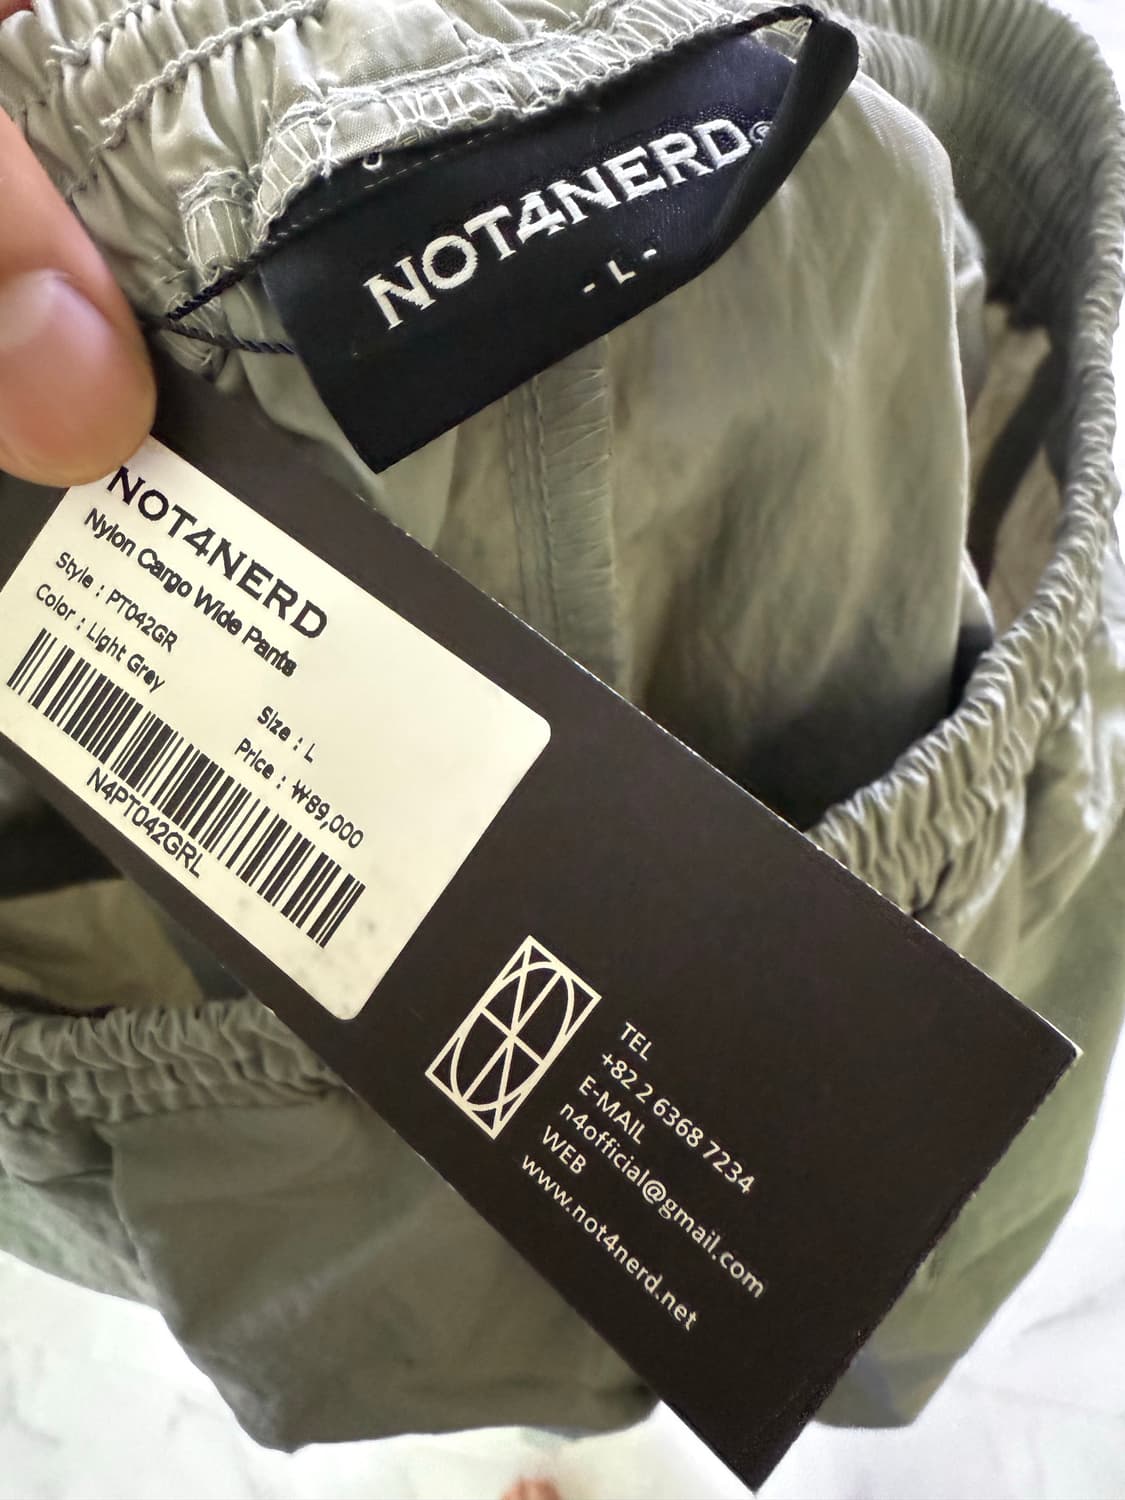 NOT4NERD®
- L -
NOT4NERD
Nylon Cargo Wide Pants
Style : PT042GR
Color : Light Grey
Size : L
Price : ₩89,000
N4PT042GRL
TEL
+82 2 6368 7234
E-MAIL
n4official@gmail.com
WEB
www.not4nerd.net